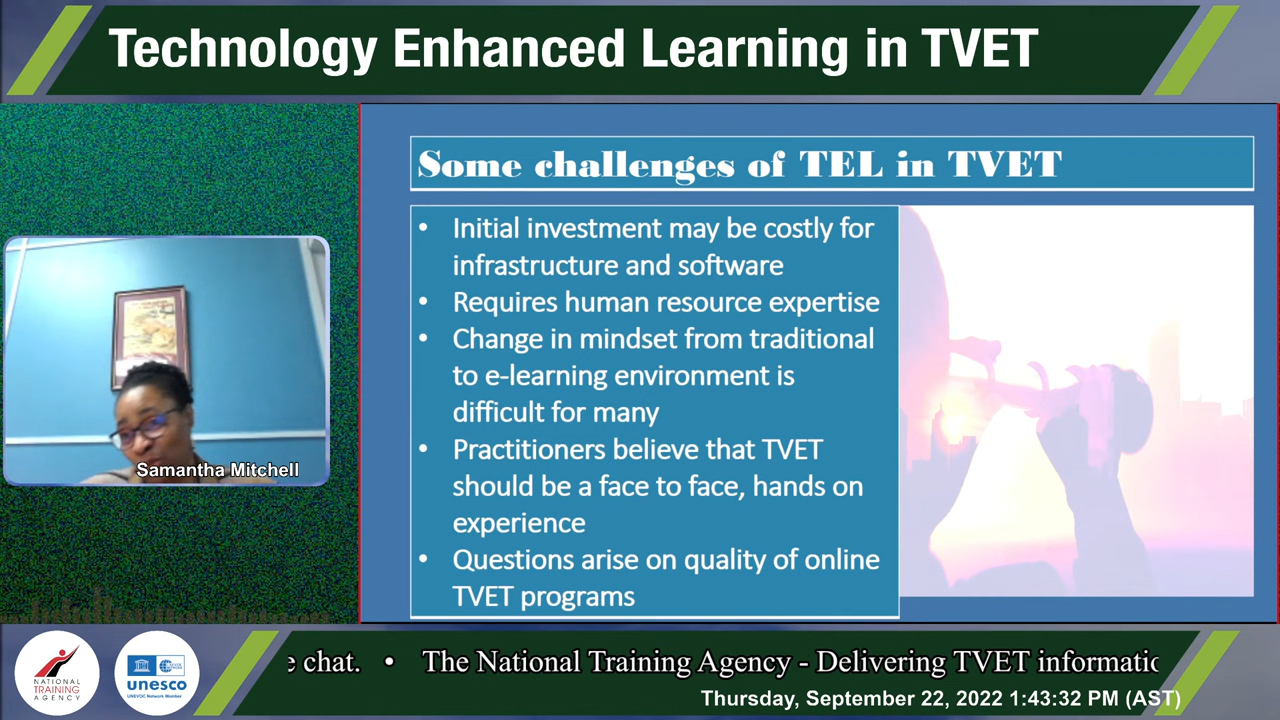 Technology Enhanced Learning in TVET
Some challenges of TEL in TVET
• Initial investment may be costly for
infrastructure and software
• Requires human resource expertise
• Change in mindset from traditional
to e-learning environment is
difficult for many
• Practitioners believe that TVET
should be a face to face, hands on
experience
• Questions arise on quality of online
TVET programs
Samantha Mitchell
NATIONAL
TRAINING
AGENCY
unesco
UNEVOC Network Member
e chat. • The National Training Agency - Delivering TVET informatic
Thursday, September 22, 2022 1:43:32 PM (AST)